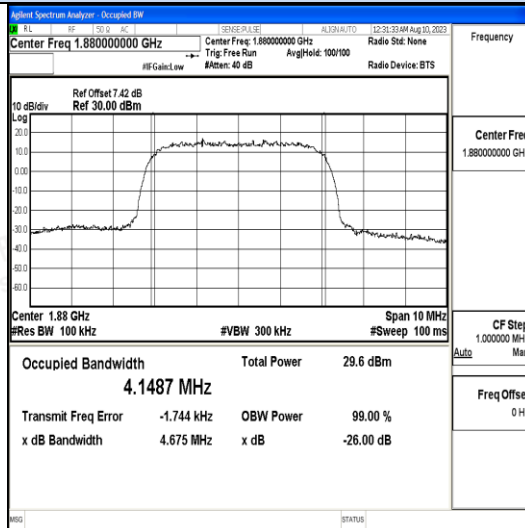 Agilent Spectrum Analyzer - Occupied BW
RL RF 50 Ω AC SENSE:PULSE ALIGN AUTO 12:31:33 AM Aug 10, 2023
Center Freq 1.880000000 GHz
Center Freq: 1.880000000 GHz
Radio Std: None
Trig: Free Run Avg|Hold: 100/100
#IFGain:Low #Atten: 40 dB Radio Device: BTS
Frequency
Ref Offset 7.42 dB
10 dB/div Ref 30.00 dBm
Log
20.0
10.0
0.00
-10.0
-20.0
-30.0
-40.0
-50.0
-60.0
Center Fre
1.880000000 GH
Center 1.88 GHz Span 10 MHz
#Res BW 100 kHz #VBW 300 kHz #Sweep 100 ms
CF Step
1.000000 MH
Auto Ma
Occupied Bandwidth Total Power 29.6 dBm
4.1487 MHz
Transmit Freq Error -1.744 kHz OBW Power 99.00 %
x dB Bandwidth 4.675 MHz x dB -26.00 dB
Freq Offse
0 H
MSG STATUS